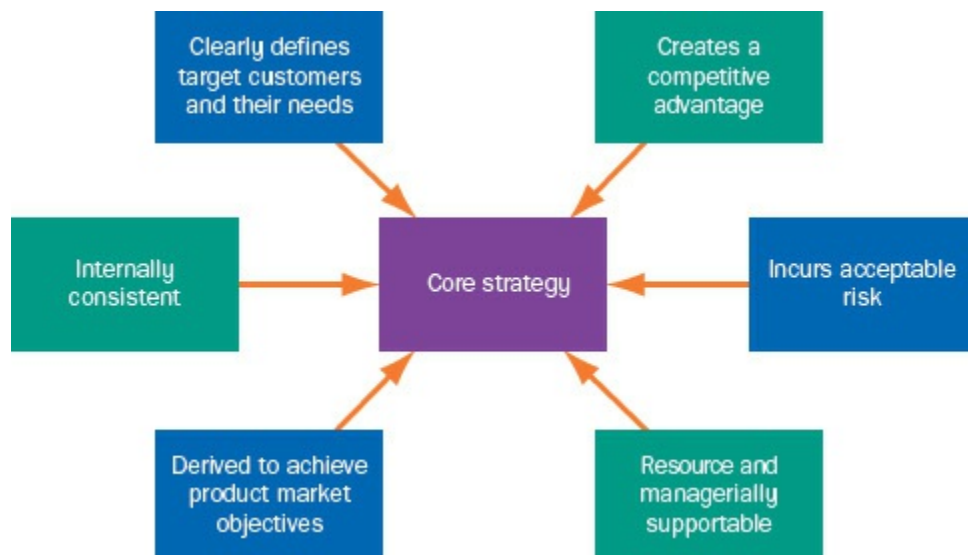 Clearly defines
target customers
and their needs
Creates a
competitive
advantage
Internally
consistent
Core strategy
Incurs acceptable
risk
Derived to achieve
product market
objectives
Resource and
managerially
supportable